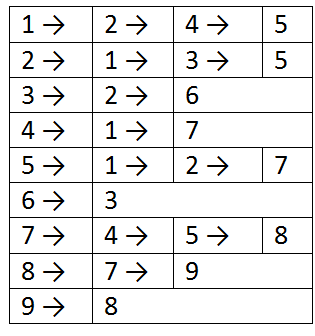 1 → 2 → 4 → 5
2 → 1 → 3 → 5
3 → 2 → 6
4 → 1 → 7
5 → 1 → 2 → 7
6 → 3
7 → 4 → 5 → 8
8 → 7 → 9
9 → 8